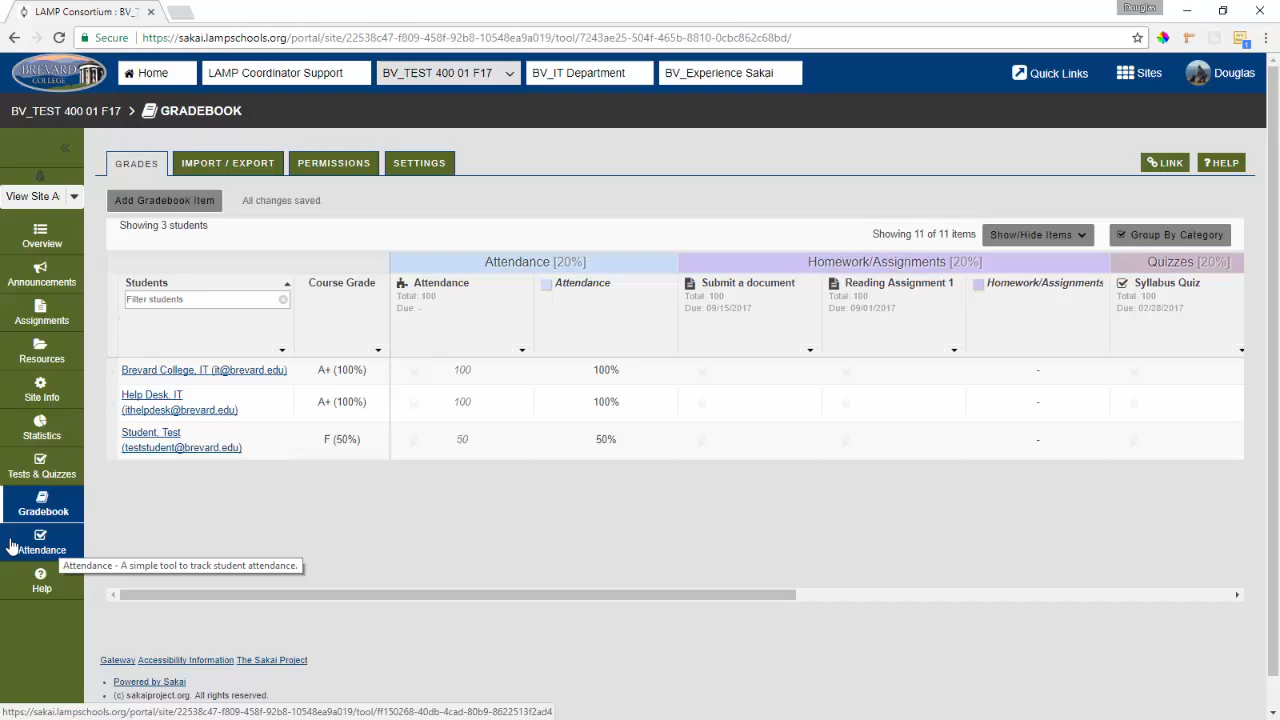 LAMP Consortium : BV_T
Douglas
Secure
https://sakai.lampschools.org/portal/site/22538c47-f809-458f-92b8-10548ea9a019/tool/7243ae25-504f-465b-8810-0cbc862c68bd/
BREVARD
COLLEGE
Home
LAMP Coordinator Support
BV_TEST 400 01 F17
BV_IT Department
BV_Experience Sakai
Quick Links
Sites
Douglas
BV_TEST 400 01 F17 > GRADEBOOK
View Site A
Overview
Announcements
Assignments
Resources
Site Info
Statistics
Tests & Quizzes
Gradebook
Attendance
Help
GRADES
IMPORT / EXPORT
PERMISSIONS
SETTINGS
LINK
? HELP
Add Gradebook Item
All changes saved.
Showing 3 students
Showing 11 of 11 items
Show/Hide Items
Group By Category
Attendance [20%]
Homework/Assignments [20%]
Quizzes [20%]
Students
Filter students
Course Grade
Attendance
Total: 100
Due: -
Attendance
Submit a document
Total: 100
Due: 09/15/2017
Reading Assignment 1
Total: 100
Due: 09/01/2017
Homework/Assignments
Syllabus Quiz
Total: 100
Due: 02/28/2017
Brevard College, IT (it@brevard.edu)
A+ (100%)
100
100%
-
Help Desk, IT
(ithelpdesk@brevard.edu)
A+ (100%)
100
100%
-
Student, Test
(teststudent@brevard.edu)
F (50%)
50
50%
-
Attendance - A simple tool to track student attendance.
Gateway Accessibility Information The Sakai Project
Powered by Sakai
(c) sakaiproject.org. All rights reserved.
https://sakai.lampschools.org/portal/site/22538c47-f809-458f-92b8-10548ea9a019/tool/ff150268-40db-4cad-80b9-8622513f2ad4